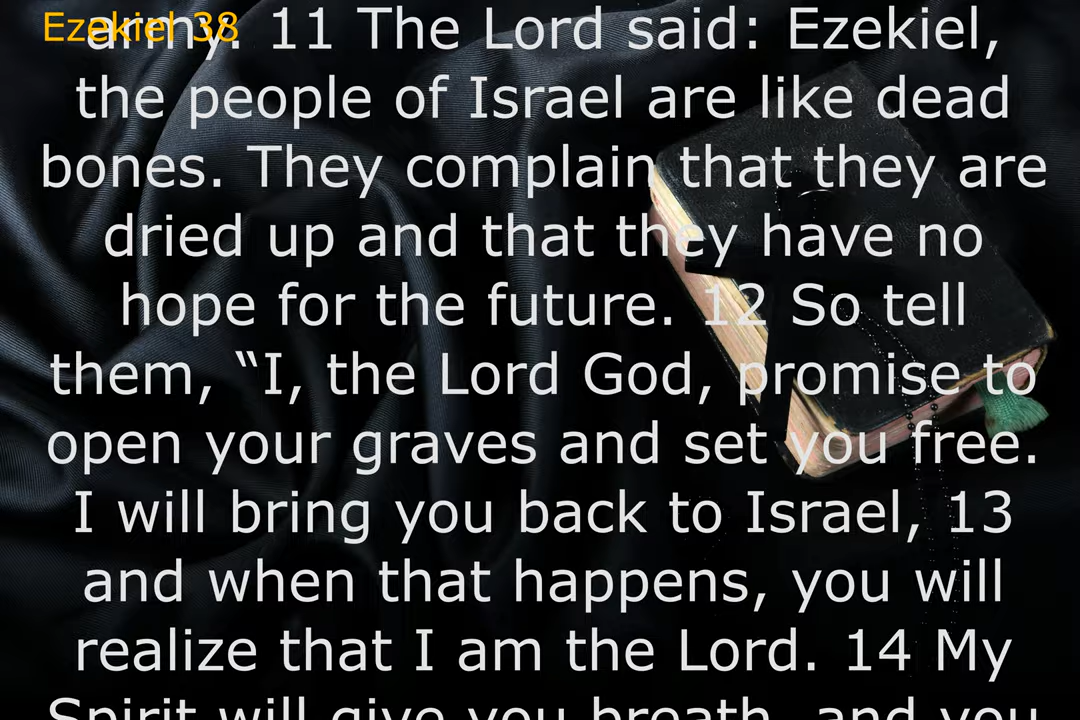 Ezekiel 38
army. 11 The Lord said: Ezekiel,
the people of Israel are like dead
bones. They complain that they are
dried up and that they have no
hope for the future. 12 So tell
them, “I, the Lord God, promise to
open your graves and set you free.
I will bring you back to Israel, 13
and when that happens, you will
realize that I am the Lord. 14 My
Spirit will give you breath, and you